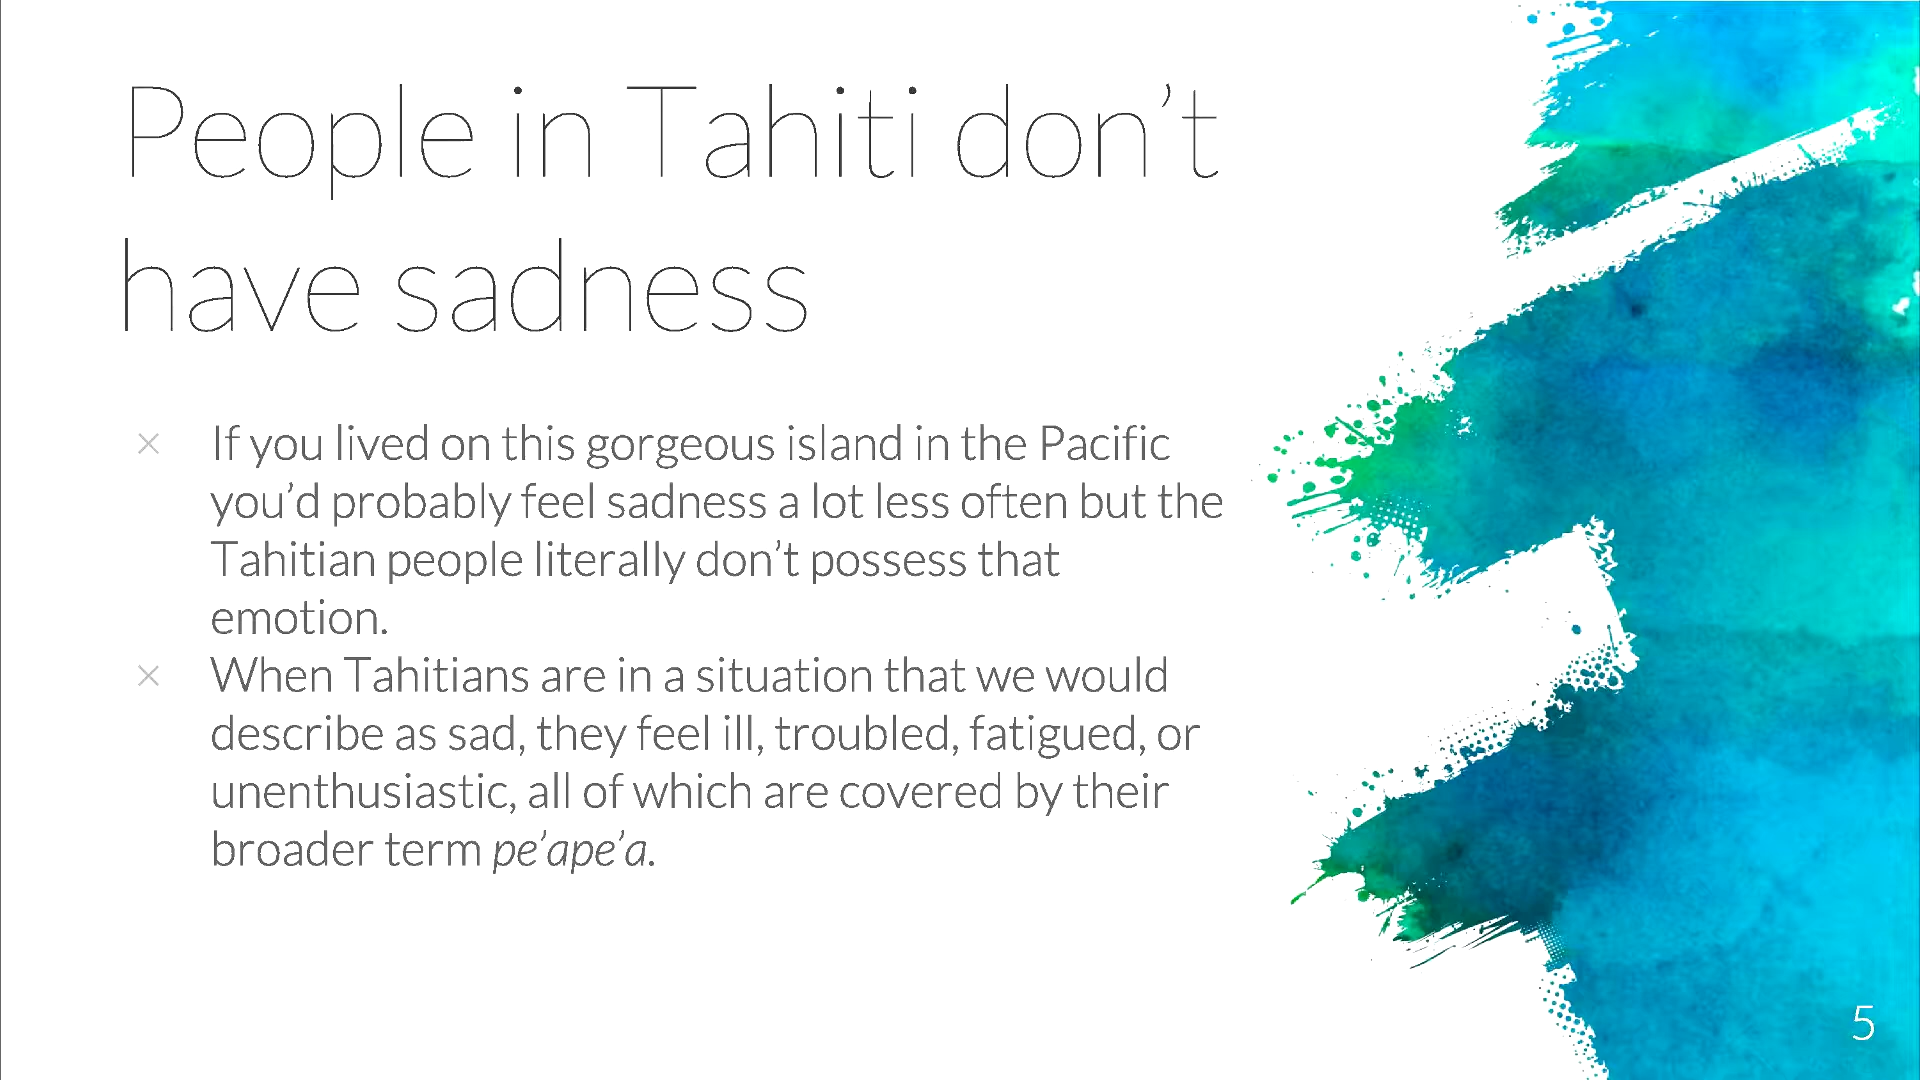 People in Tahiti don’t
have sadness
× If you lived on this gorgeous island in the Pacific
you’d probably feel sadness a lot less often but the
Tahitian people literally don’t possess that
emotion.
× When Tahitians are in a situation that we would
describe as sad, they feel ill, troubled, fatigued, or
unenthusiastic, all of which are covered by their
broader term pe’ape’a.
5